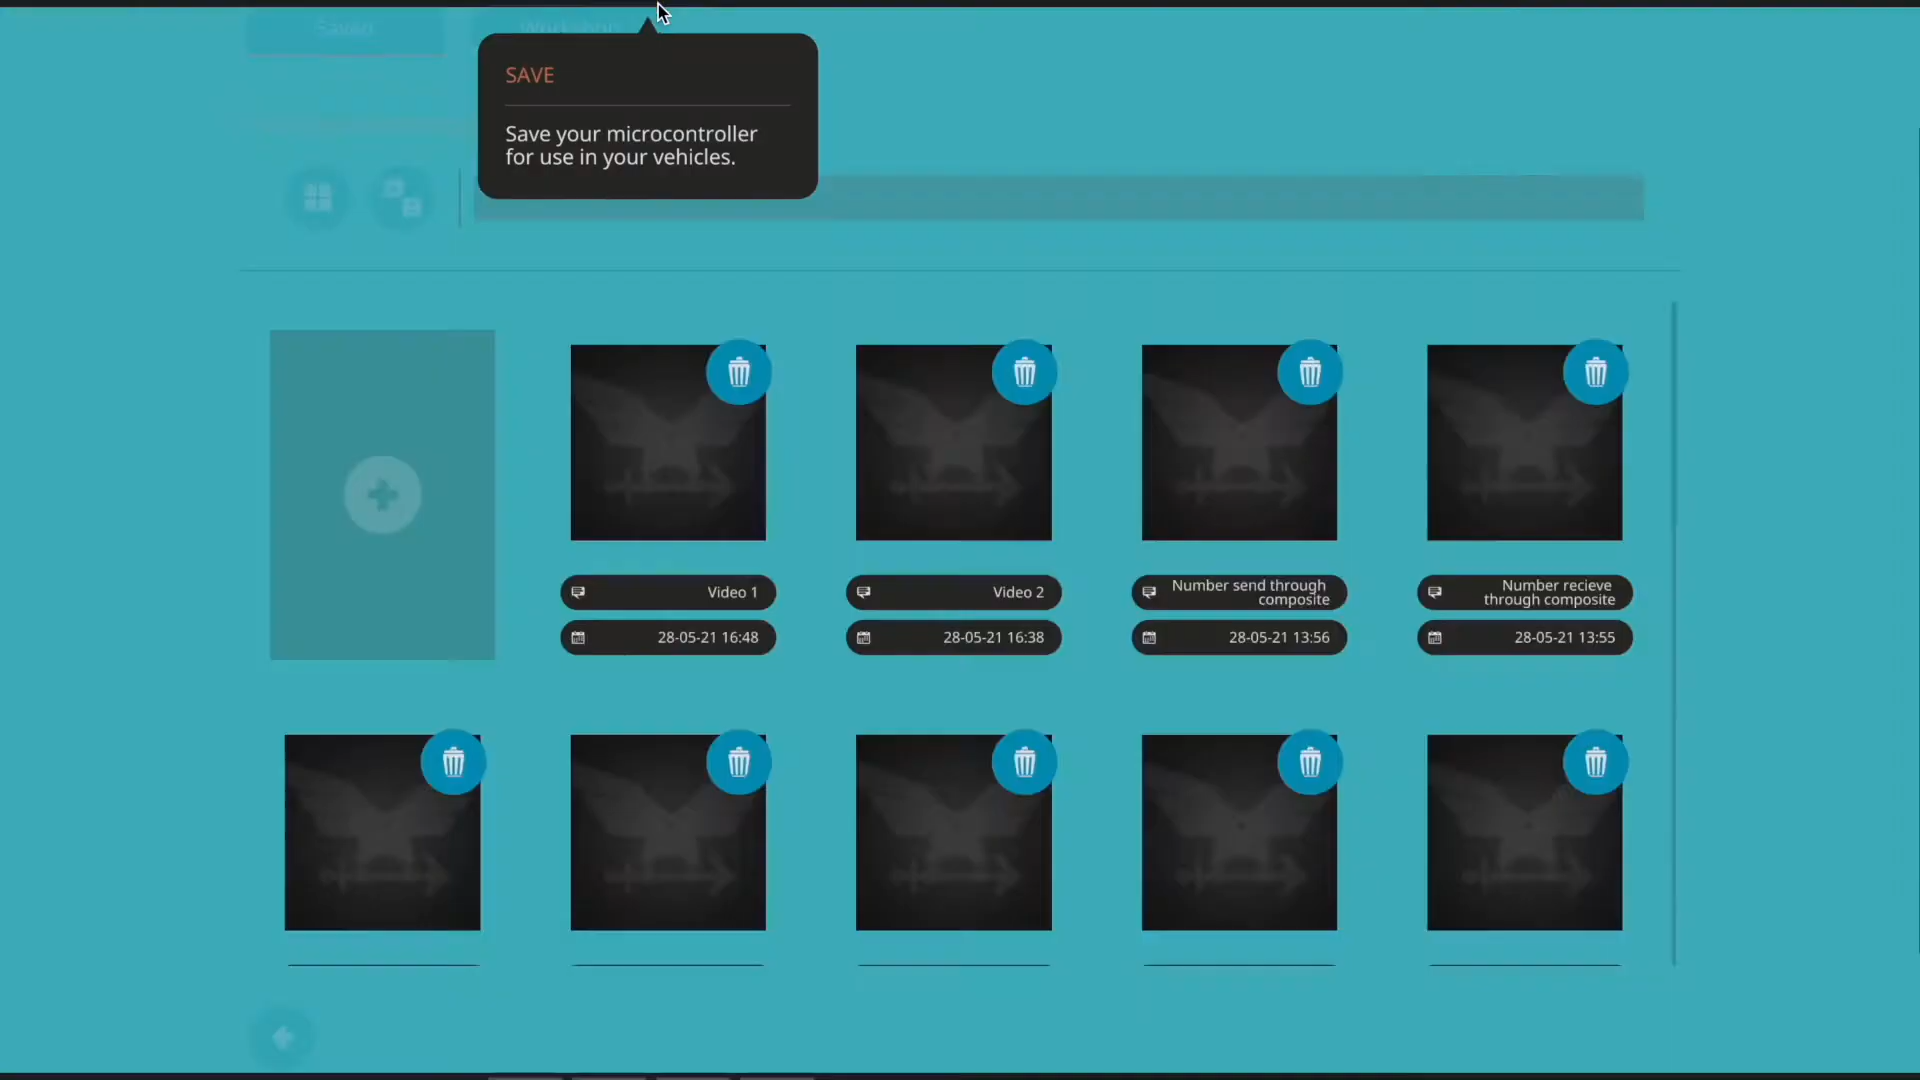 Saved
SAVE
Save your microcontroller
for use in your vehicles.
Video 1
Video 2
Number send through
composite
Number recieve
through composite
28-05-21 16:48
28-05-21 16:38
28-05-21 13:56
28-05-21 13:55